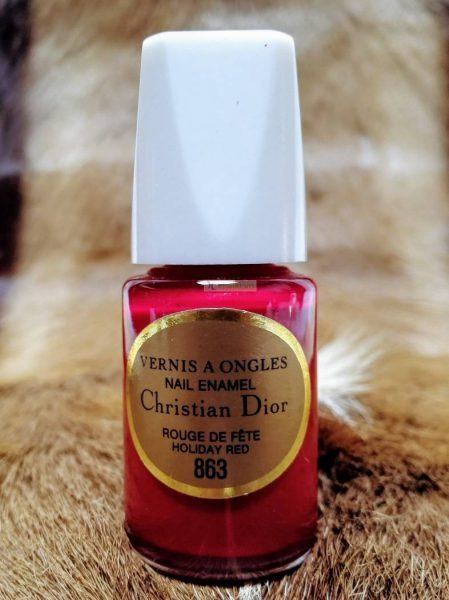 VERNIS A ONGLES
NAIL ENAMEL
Christian Dior
ROUGE DE FÊTE
HOLIDAY RED
863